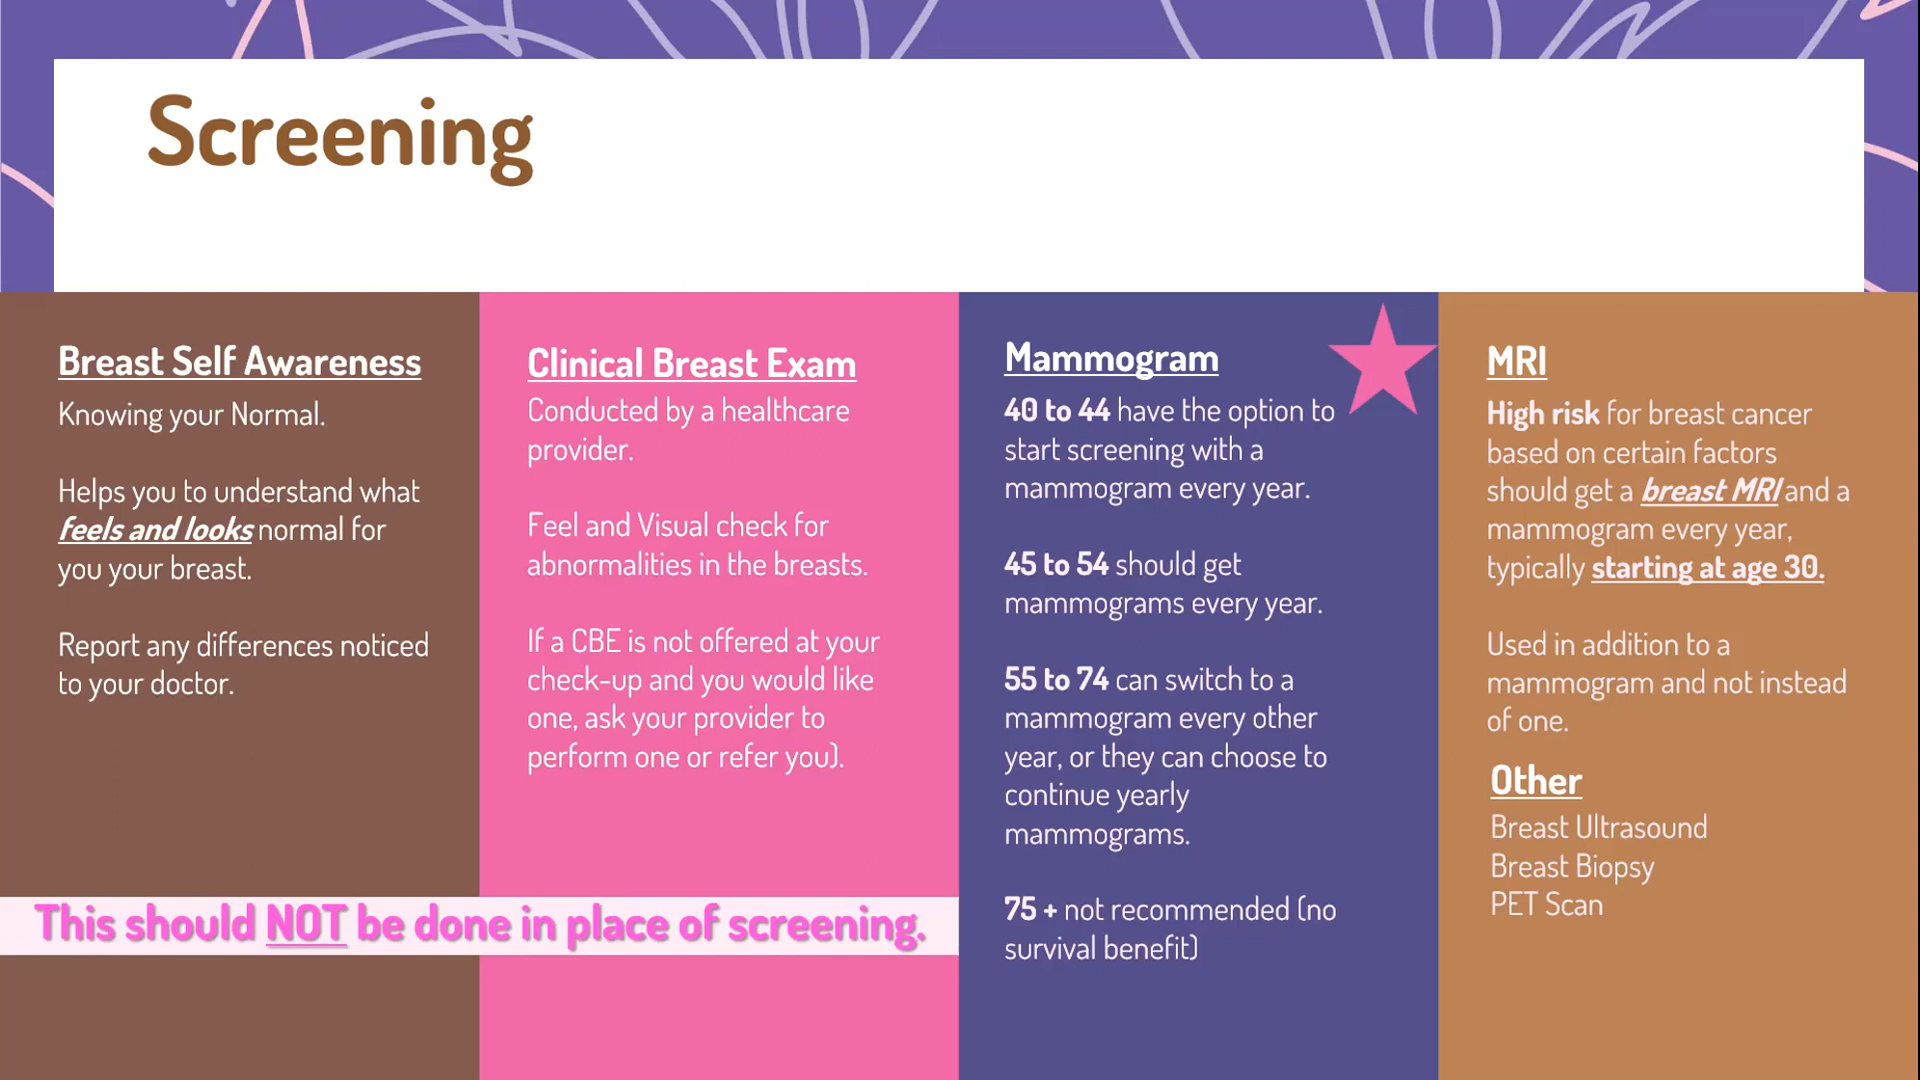 Screening
Breast Self Awareness
Knowing your Normal.
Helps you to understand what
feels and looks normal for
you your breast.
Report any differences noticed
to your doctor.
Clinical Breast Exam
Conducted by a healthcare
provider.
Feel and Visual check for
abnormalities in the breasts.
If a CBE is not offered at your
check-up and you would like
one, ask your provider to
perform one or refer you).
This should NOT be done in place of screening.
Mammogram
40 to 44 have the option to
start screening with a
mammogram every year.
45 to 54 should get
mammograms every year.
55 to 74 can switch to a
mammogram every other
year, or they can choose to
continue yearly
mammograms.
75 + not recommended (no
survival benefit)
MRI
High risk for breast cancer
based on certain factors
should get a breast MRI and a
mammogram every year,
typically starting at age 30.
Used in addition to a
mammogram and not instead
of one.
Other
Breast Ultrasound
Breast Biopsy
PET Scan